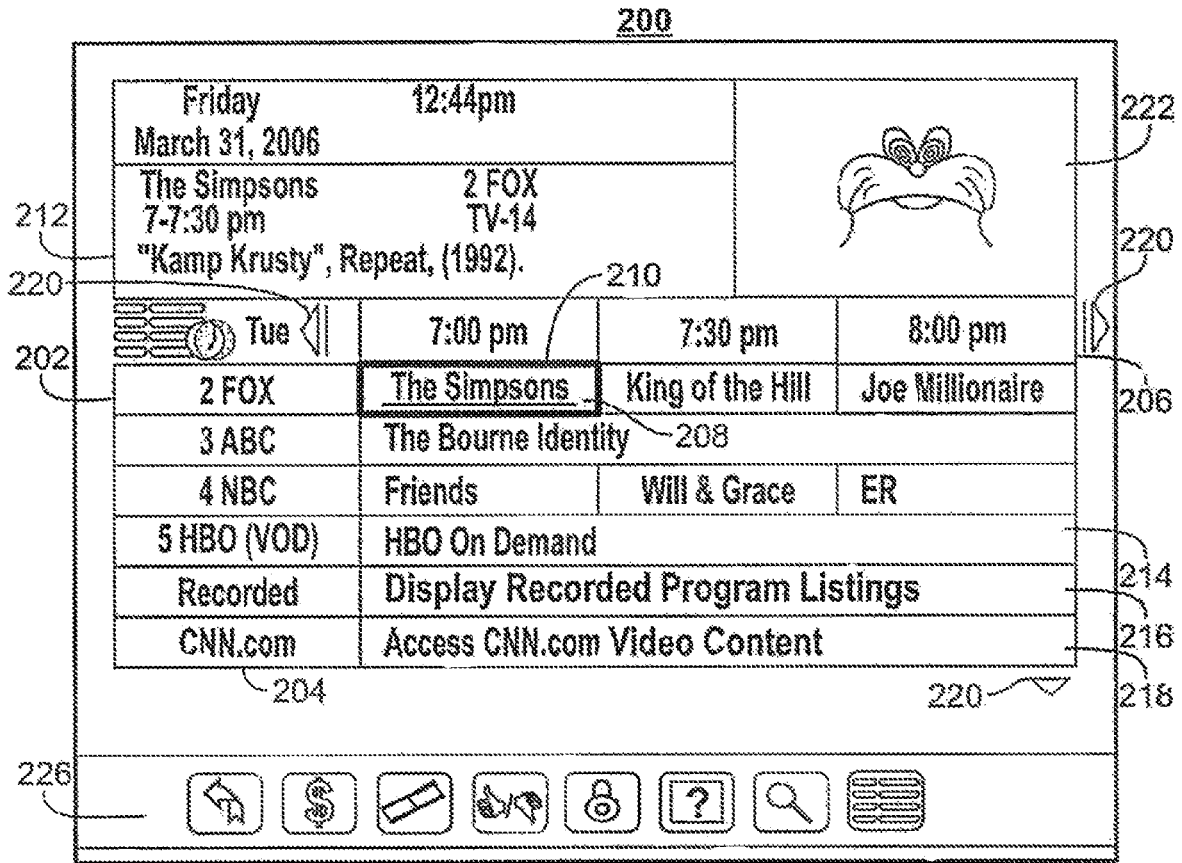 200
Friday 12:44pm
March 31, 2006
222
The Simpsons 2 FOX
7-7:30 pm TV-14
212
"Kamp Krusty", Repeat, (1992).
220
220
210
Tue 7:00 pm 7:30 pm 8:00 pm
202
2 FOX The Simpsons King of the Hill Joe Millionaire
206
3 ABC The Bourne Identity
208
4 NBC Friends Will & Grace ER
5 HBO (VOD) HBO On Demand
214
Recorded Display Recorded Program Listings
216
CNN.com Access CNN.com Video Content
218
204
220
226
$ ?